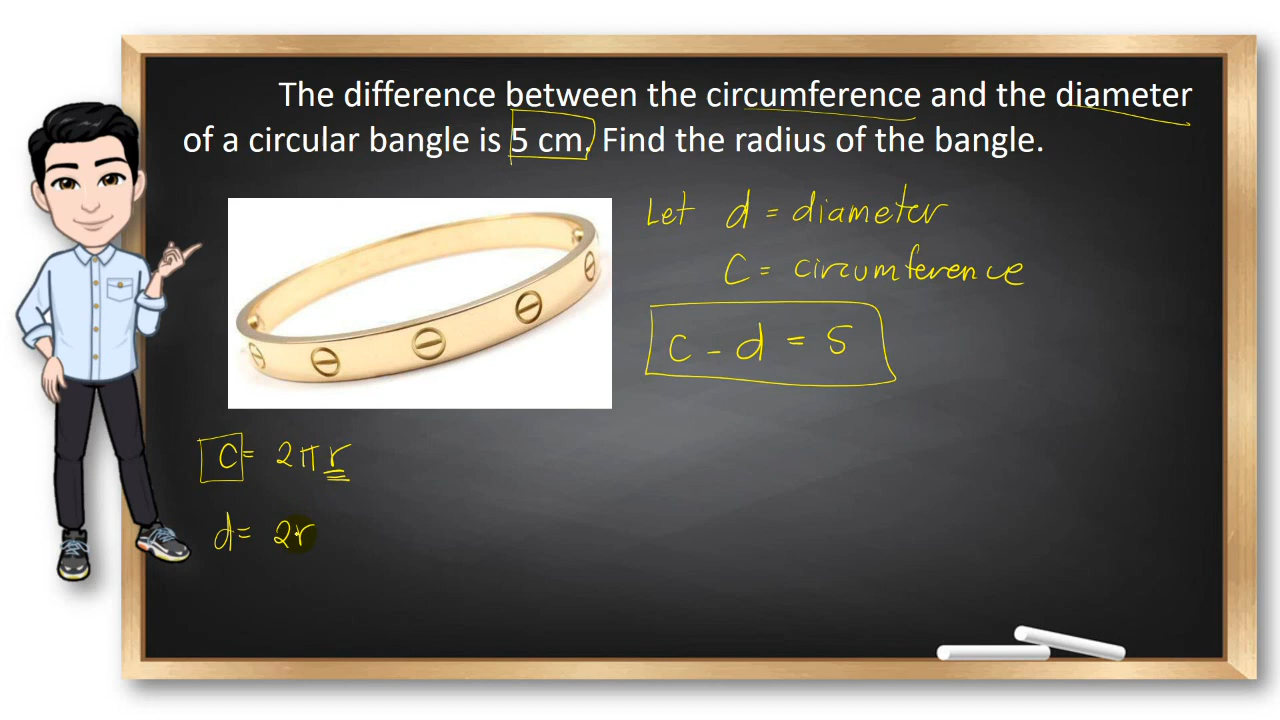 The difference between the circumference and the diameter
of a circular bangle is 5 cm. Find the radius of the bangle.
Let d = diameter
C = circumference
C - d = 5
C = 2πr
d = 2r